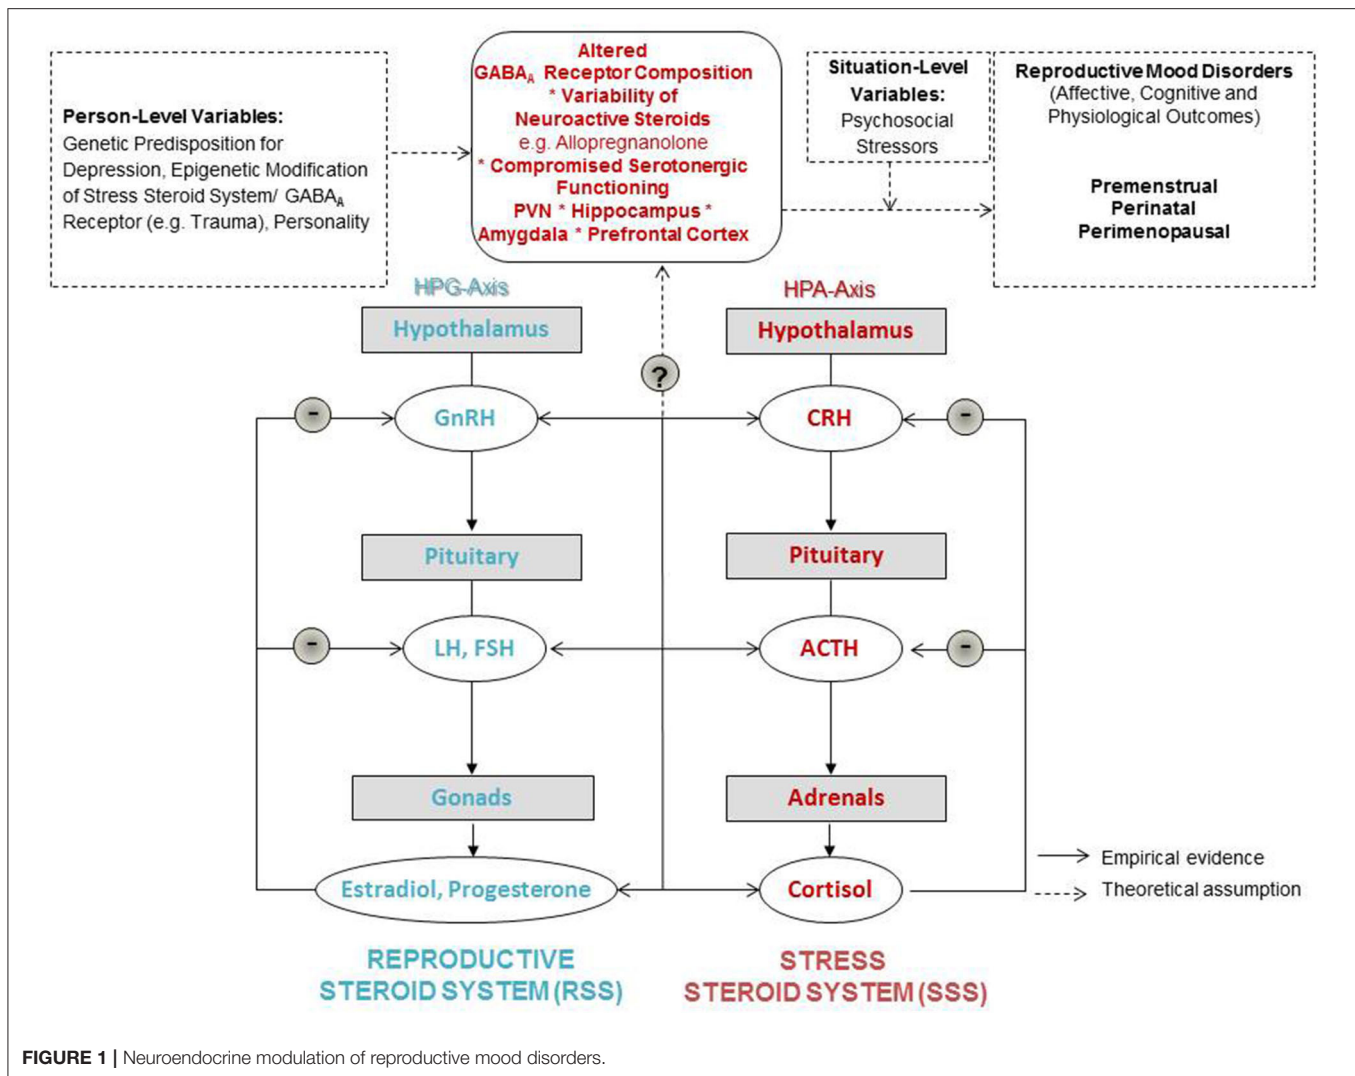 Person-Level Variables:
Genetic Predisposition for
Depression, Epigenetic Modification
of Stress Steroid System/ GABAA
Receptor (e.g. Trauma), Personality
Altered
GABAA Receptor Composition
* Variability of
Neuroactive Steroids
e.g. Allopregnanolone
* Compromised Serotonergic
Functioning
PVN * Hippocampus *
Amygdala * Prefrontal Cortex
Situation-Level
Variables:
Psychosocial
Stressors
Reproductive Mood Disorders
(Affective, Cognitive and
Physiological Outcomes)
Premenstrual
Perinatal
Perimenopausal
HPG-Axis
HPA-Axis
Hypothalamus
Hypothalamus
?
-
GnRH
CRH
-
Pituitary
Pituitary
-
LH, FSH
ACTH
-
Gonads
Adrenals
Estradiol, Progesterone
Cortisol
Empirical evidence
Theoretical assumption
REPRODUCTIVE
STEROID SYSTEM (RSS)
STRESS
STEROID SYSTEM (SSS)
FIGURE 1 | Neuroendocrine modulation of reproductive mood disorders.